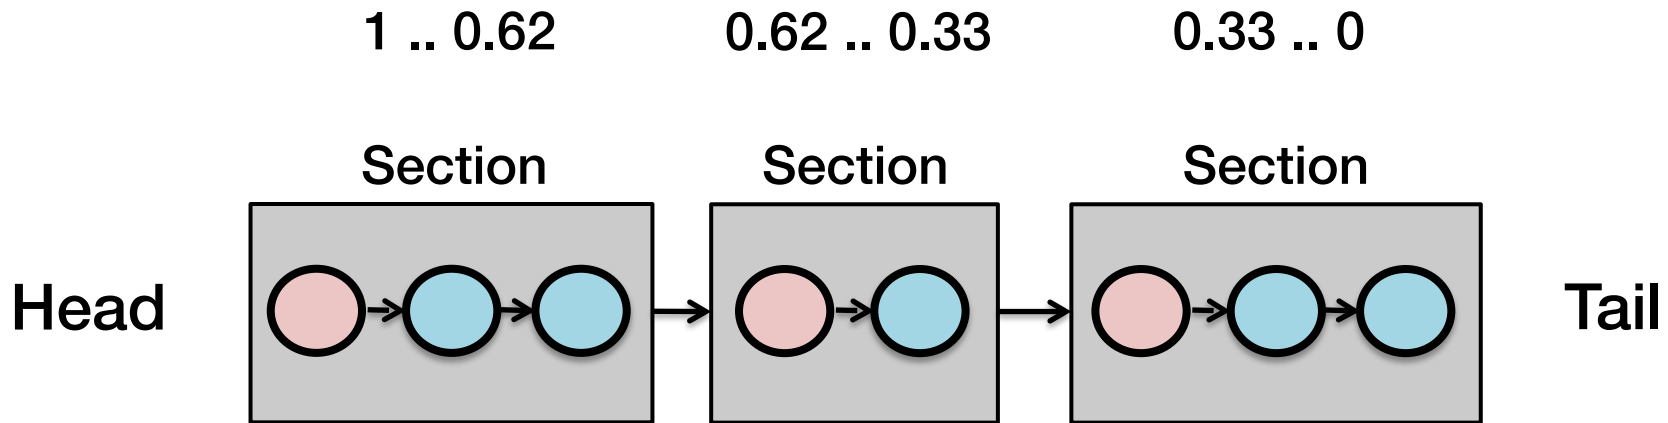 1 .. 0.62
0.62 .. 0.33
0.33 .. 0
Section
Section
Section
Head
Tail